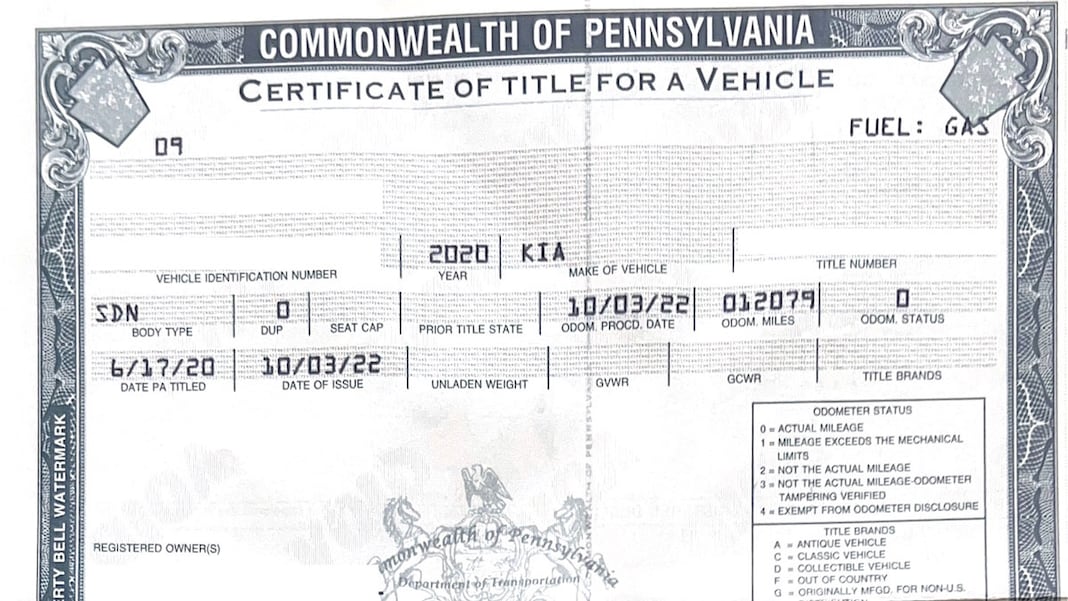 COMMONWEALTH OF PENNSYLVANIA
CERTIFICATE OF TITLE FOR A VEHICLE
FUEL: GAS
09
2020 KIA
VEHICLE IDENTIFICATION NUMBER YEAR MAKE OF VEHICLE TITLE NUMBER
SDN 0 10/03/22 012079 0
BODY TYPE DUP SEAT CAP PRIOR TITLE STATE ODOM. PROCD. DATE ODOM. MILES ODOM. STATUS
6/17/20 10/03/22
DATE PA TITLED DATE OF ISSUE UNLADEN WEIGHT GVWR GCWR TITLE BRANDS
ODOMETER STATUS
0 = ACTUAL MILEAGE
1 = MILEAGE EXCEEDS THE MECHANICAL
LIMITS
2 = NOT THE ACTUAL MILEAGE
3 = NOT THE ACTUAL MILEAGE-ODOMETER
TAMPERING VERIFIED
4 = EXEMPT FROM ODOMETER DISCLOSURE
TITLE BRANDS
A = ANTIQUE VEHICLE
C = CLASSIC VEHICLE
D = COLLECTIBLE VEHICLE
F = OUT OF COUNTRY
G = ORIGINALLY MFGD. FOR NON-U.S.
REGISTERED OWNER(S)
monwealth of Pennsylvania
Department of Transportation
RTY BELL WATERMARK